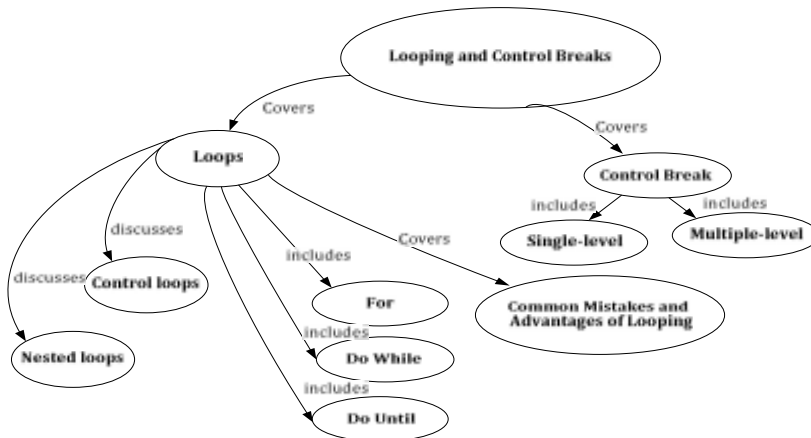 Looping and Control Breaks
Covers
Covers
Loops
Control Break
includes
includes
Single-level
Multiple-level
discusses
discusses
Control loops
Nested loops
includes
For
includes
Do While
includes
Do Until
Covers
Common Mistakes and
Advantages of Looping